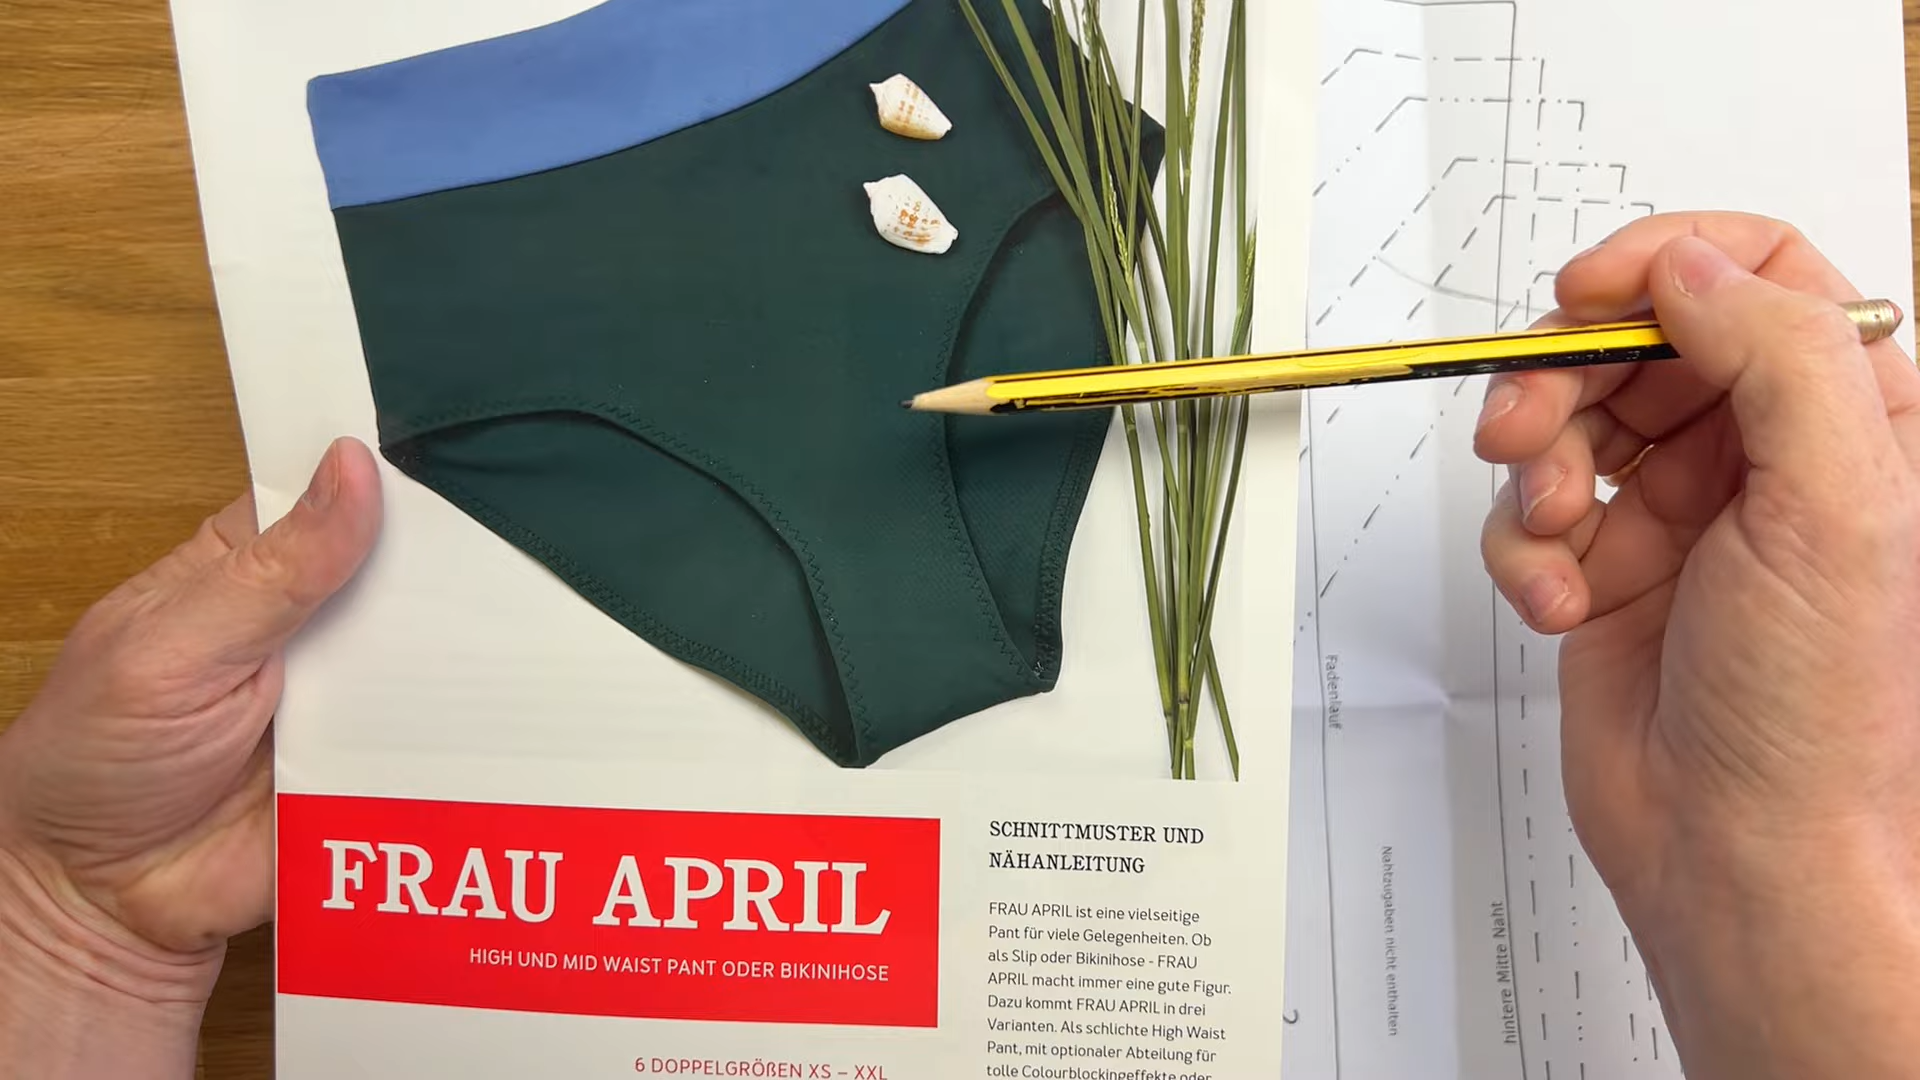 FRAU APRIL
HIGH UND MID WAIST PANT ODER BIKINIHOSE
6 DOPPELGRÖßEN XS – XXL
SCHNITTMUSTER UND
NÄHANLEITUNG
FRAU APRIL ist eine vielseitige
Pant für viele Gelegenheiten. Ob
als Slip oder Bikinihose - FRAU
APRIL macht immer eine gute Figur.
Dazu kommt FRAU APRIL in drei
Varianten. Als schlichte High Waist
Pant, mit optionaler Abteilung für
tolle Colourblockingeffekte oder
Fadenlauf
Nahtzugaben nicht enthalten
hintere Mitte Naht